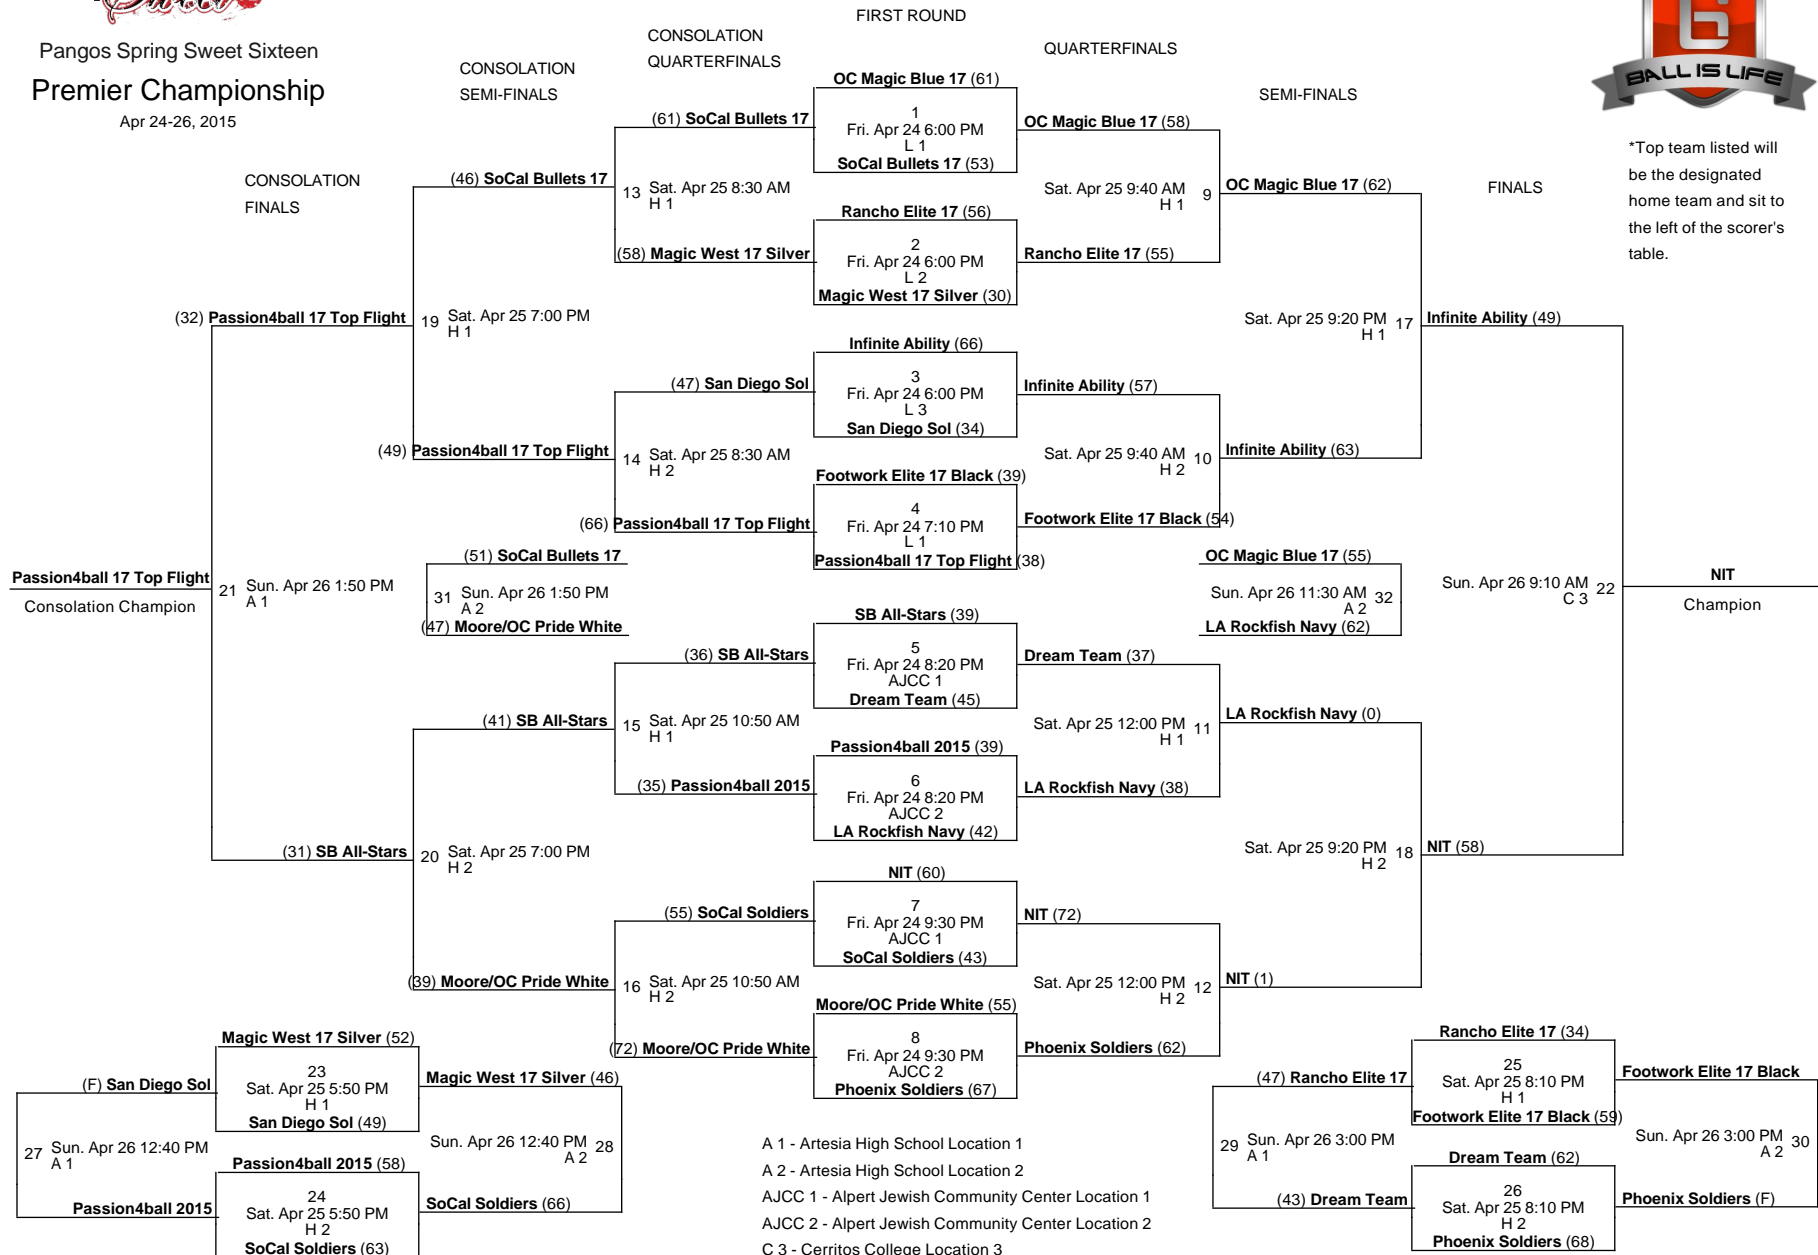 Sweet
Pangos Spring Sweet Sixteen
Premier Championship
Apr 24-26, 2015
BALL IS LIFE
*Top team listed will
be the designated
home team and sit to
the left of the scorer's
table.
CONSOLATION
FINALS
CONSOLATION
SEMI-FINALS
CONSOLATION
QUARTERFINALS
FIRST ROUND
QUARTERFINALS
SEMI-FINALS
FINALS
OC Magic Blue 17 (61)
1
Fri. Apr 24 6:00 PM
L 1
SoCal Bullets 17 (53)
Rancho Elite 17 (56)
2
Fri. Apr 24 6:00 PM
L 2
Magic West 17 Silver (30)
Infinite Ability (66)
3
Fri. Apr 24 6:00 PM
L 3
San Diego Sol (34)
Footwork Elite 17 Black (39)
4
Fri. Apr 24 7:10 PM
L 1
Passion4ball 17 Top Flight (38)
SB All-Stars (39)
5
Fri. Apr 24 8:20 PM
AJCC 1
Dream Team (45)
Passion4ball 2015 (39)
6
Fri. Apr 24 8:20 PM
AJCC 2
LA Rockfish Navy (42)
NIT (60)
7
Fri. Apr 24 9:30 PM
AJCC 1
SoCal Soldiers (43)
Moore/OC Pride White (55)
8
Fri. Apr 24 9:30 PM
AJCC 2
Phoenix Soldiers (67)
(61) SoCal Bullets 17
13 Sat. Apr 25 8:30 AM
H 1
(58) Magic West 17 Silver
(47) San Diego Sol
14 Sat. Apr 25 8:30 AM
H 2
(66) Passion4ball 17 Top Flight
(36) SB All-Stars
15 Sat. Apr 25 10:50 AM
H 1
(35) Passion4ball 2015
(55) SoCal Soldiers
16 Sat. Apr 25 10:50 AM
H 2
(72) Moore/OC Pride White
(46) SoCal Bullets 17
19 Sat. Apr 25 7:00 PM
H 1
(49) Passion4ball 17 Top Flight
(51) SoCal Bullets 17
31 Sun. Apr 26 1:50 PM
A 2
(47) Moore/OC Pride White
(41) SB All-Stars
20 Sat. Apr 25 7:00 PM
H 2
(39) Moore/OC Pride White
(32) Passion4ball 17 Top Flight
21 Sun. Apr 26 1:50 PM
A 1
(31) SB All-Stars
Passion4ball 17 Top Flight
Consolation Champion
OC Magic Blue 17 (58)
Sat. Apr 25 9:40 AM 9
H 1
Rancho Elite 17 (55)
Infinite Ability (57)
Sat. Apr 25 9:40 AM 10
H 2
Footwork Elite 17 Black (54)
Dream Team (37)
Sat. Apr 25 12:00 PM 11
H 1
LA Rockfish Navy (38)
NIT (72)
Sat. Apr 25 12:00 PM 12
H 2
Phoenix Soldiers (62)
OC Magic Blue 17 (62)
Sat. Apr 25 9:20 PM 17
H 1
Infinite Ability (63)
OC Magic Blue 17 (55)
Sun. Apr 26 11:30 AM 32
A 2
LA Rockfish Navy (62)
LA Rockfish Navy (0)
Sat. Apr 25 9:20 PM 18
H 2
NIT (1)
Infinite Ability (49)
Sun. Apr 26 9:10 AM 22
C 3
NIT (58)
NIT
Champion
Magic West 17 Silver (52)
23
Sat. Apr 25 5:50 PM
H 1
San Diego Sol (49)
Passion4ball 2015 (58)
24
Sat. Apr 25 5:50 PM
H 2
SoCal Soldiers (63)
(F) San Diego Sol
27 Sun. Apr 26 12:40 PM
A 1
Passion4ball 2015
Magic West 17 Silver (46)
Sun. Apr 26 12:40 PM 28
A 2
SoCal Soldiers (66)
A 1 - Artesia High School Location 1
A 2 - Artesia High School Location 2
AJCC 1 - Alpert Jewish Community Center Location 1
AJCC 2 - Alpert Jewish Community Center Location 2
C 3 - Cerritos College Location 3
Rancho Elite 17 (34)
25
Sat. Apr 25 8:10 PM
H 1
Footwork Elite 17 Black (59)
Dream Team (62)
26
Sat. Apr 25 8:10 PM
H 2
Phoenix Soldiers (68)
(47) Rancho Elite 17
29 Sun. Apr 26 3:00 PM
A 1
(43) Dream Team
Footwork Elite 17 Black
Sun. Apr 26 3:00 PM 30
A 2
Phoenix Soldiers (F)